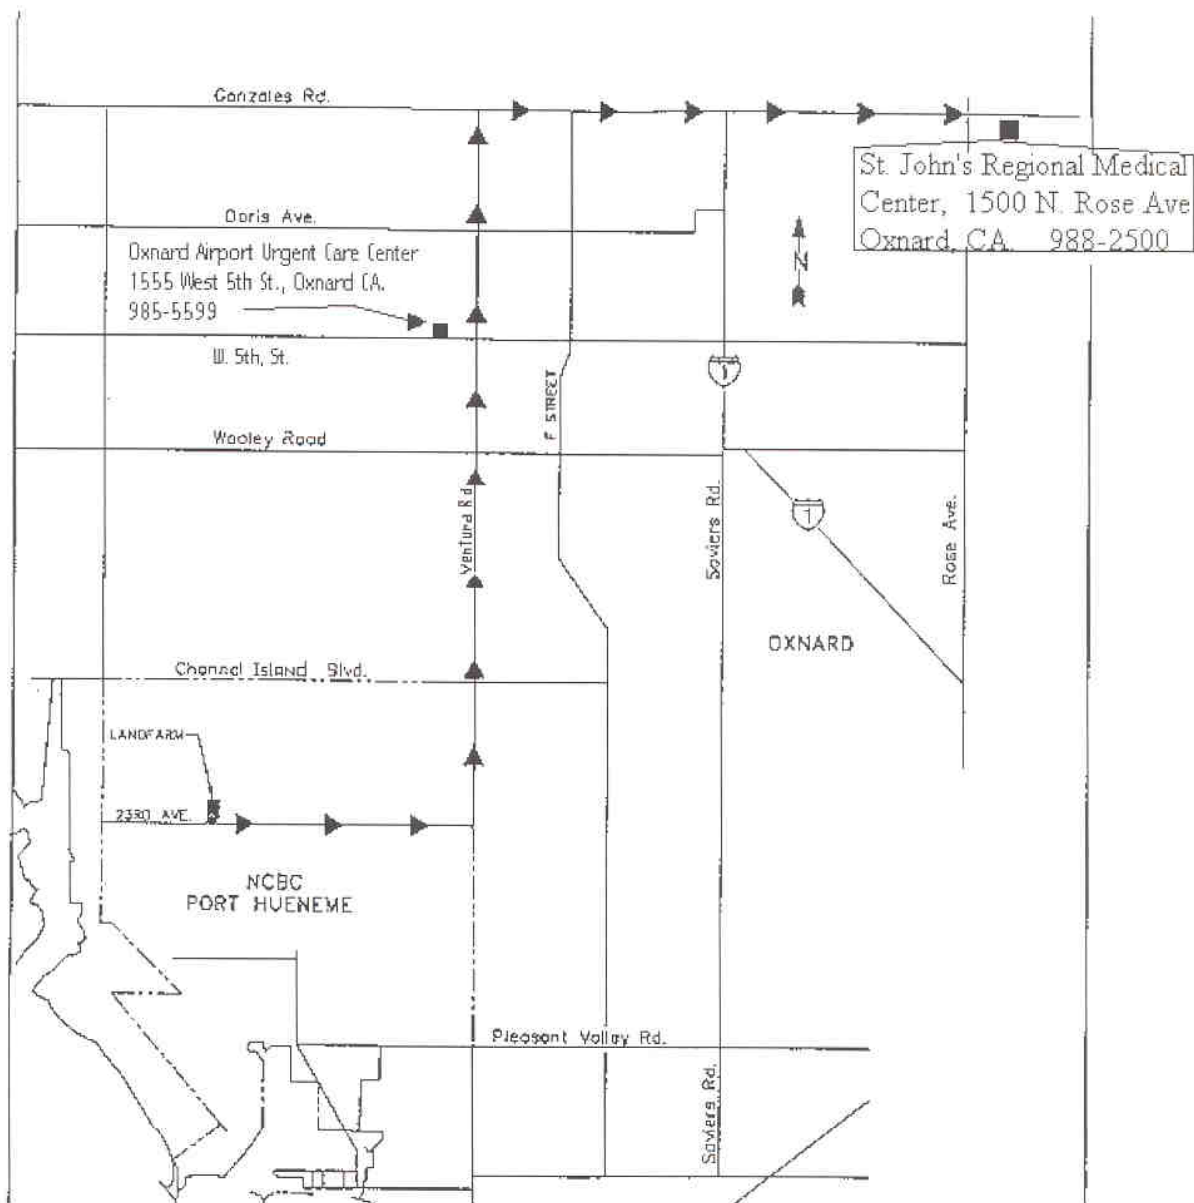 Gonzales Rd.
St. John's Regional Medical
Center, 1500 N. Rose Ave
Oxnard, CA. 988-2500
Doris Ave.
Oxnard Airport Urgent Care Center
1555 West 5th St., Oxnard CA.
985-5599
N
W. 5th, St.
1
F STREET
Wooley Road
Ventura Rd
Saviers Rd.
1
Rose Ave.
OXNARD
Channel Island Blvd.
LANDFARM
23RD AVE.
NCBC
PORT HUENEME
Pleasant Valley Rd.
Saviers Rd.